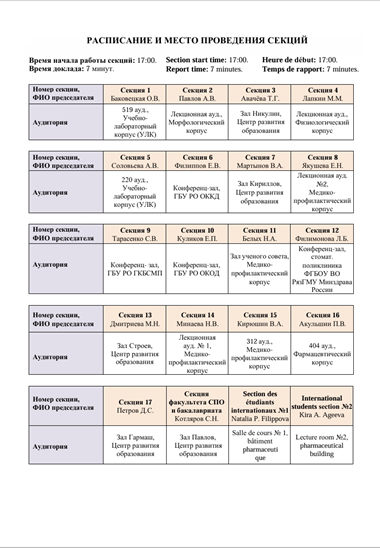 РАСПИСАНИЕ И МЕСТО ПРОВЕДЕНИЯ СЕКЦИЙ
Время начала работы секций: 17:00. Section start time: 17:00. Heure de début: 17:00.
Время доклада: 7 минут. Report time: 7 minutes. Temps de rapport: 7 minutes.
Номер секции, ФИО председателя
Секция 1
Баковецкая О.В.
Секция 2
Павлов А.В.
Секция 3
Авачёва Т.Г.
Секция 4
Лапкин М.М.
Аудитория
519 ауд.,
Учебно-
лабораторный
корпус (УЛК)
Лекционная ауд.,
Морфологический
корпус
Зал Никулин,
Центр развития
образования
Лекционная ауд.,
Физиологический
корпус
Номер секции,
ФИО председателя
Секция 5
Соловьева А.В.
Секция 6
Филиппов Е.В.
Секция 7
Мартынов В.А.
Секция 8
Якушева Е.Н.
Аудитория
220 ауд.,
Учебно-
лабораторный
корпус (УЛК)
Конференц-зал,
ГБУ РО ОККД
Зал Кириллов,
Центр развития
образования
Лекционная ауд.
№2,
Медико-
профилактический
корпус
Номер секции,
ФИО председателя
Секция 9
Тарасенко С.В.
Секция 10
Куликов Е.П.
Секция 11
Белых Н.А.
Секция 12
Филимонова Л.Б.
Аудитория
Конференц- зал,
ГБУ РО ГКБСМП
Конференц- зал,
ГБУ РО ОКОД
Зал ученого совета,
Медико-
профилактический
корпус
Конференц-зал,
стомат.
поликлиника
ФГБОУ ВО
РязГМУ Минздрава
России
Номер секции,
ФИО председателя
Секция 13
Дмитриева М.Н.
Секция 14
Минаева Н.В.
Секция 15
Кирюшин В.А.
Секция 16
Акульшин П.В.
Аудитория
Зал Строев,
Центр развития
образования
Лекционная
ауд. № 1,
Медико-
профилактический
корпус
312 ауд.,
Медико-
профилактический
корпус
404 ауд.,
Фармацевтический
корпус
Номер секции,
ФИО председателя
Секция 17
Петров Д.С.
Секция
факультета СПО
и бакалавриата
Котляров С.Н.
Section des
étudiants
internationaux №1
Natalia P. Filippova
International
students section №2
Kira A. Ageeva
Аудитория
Зал Гармаш,
Центр развития
образования
Зал Павлов,
Центр развития
образования
Salle de cours № 1,
bâtiment
pharmaceuti
que
Lecture room №2,
pharmaceutical
building